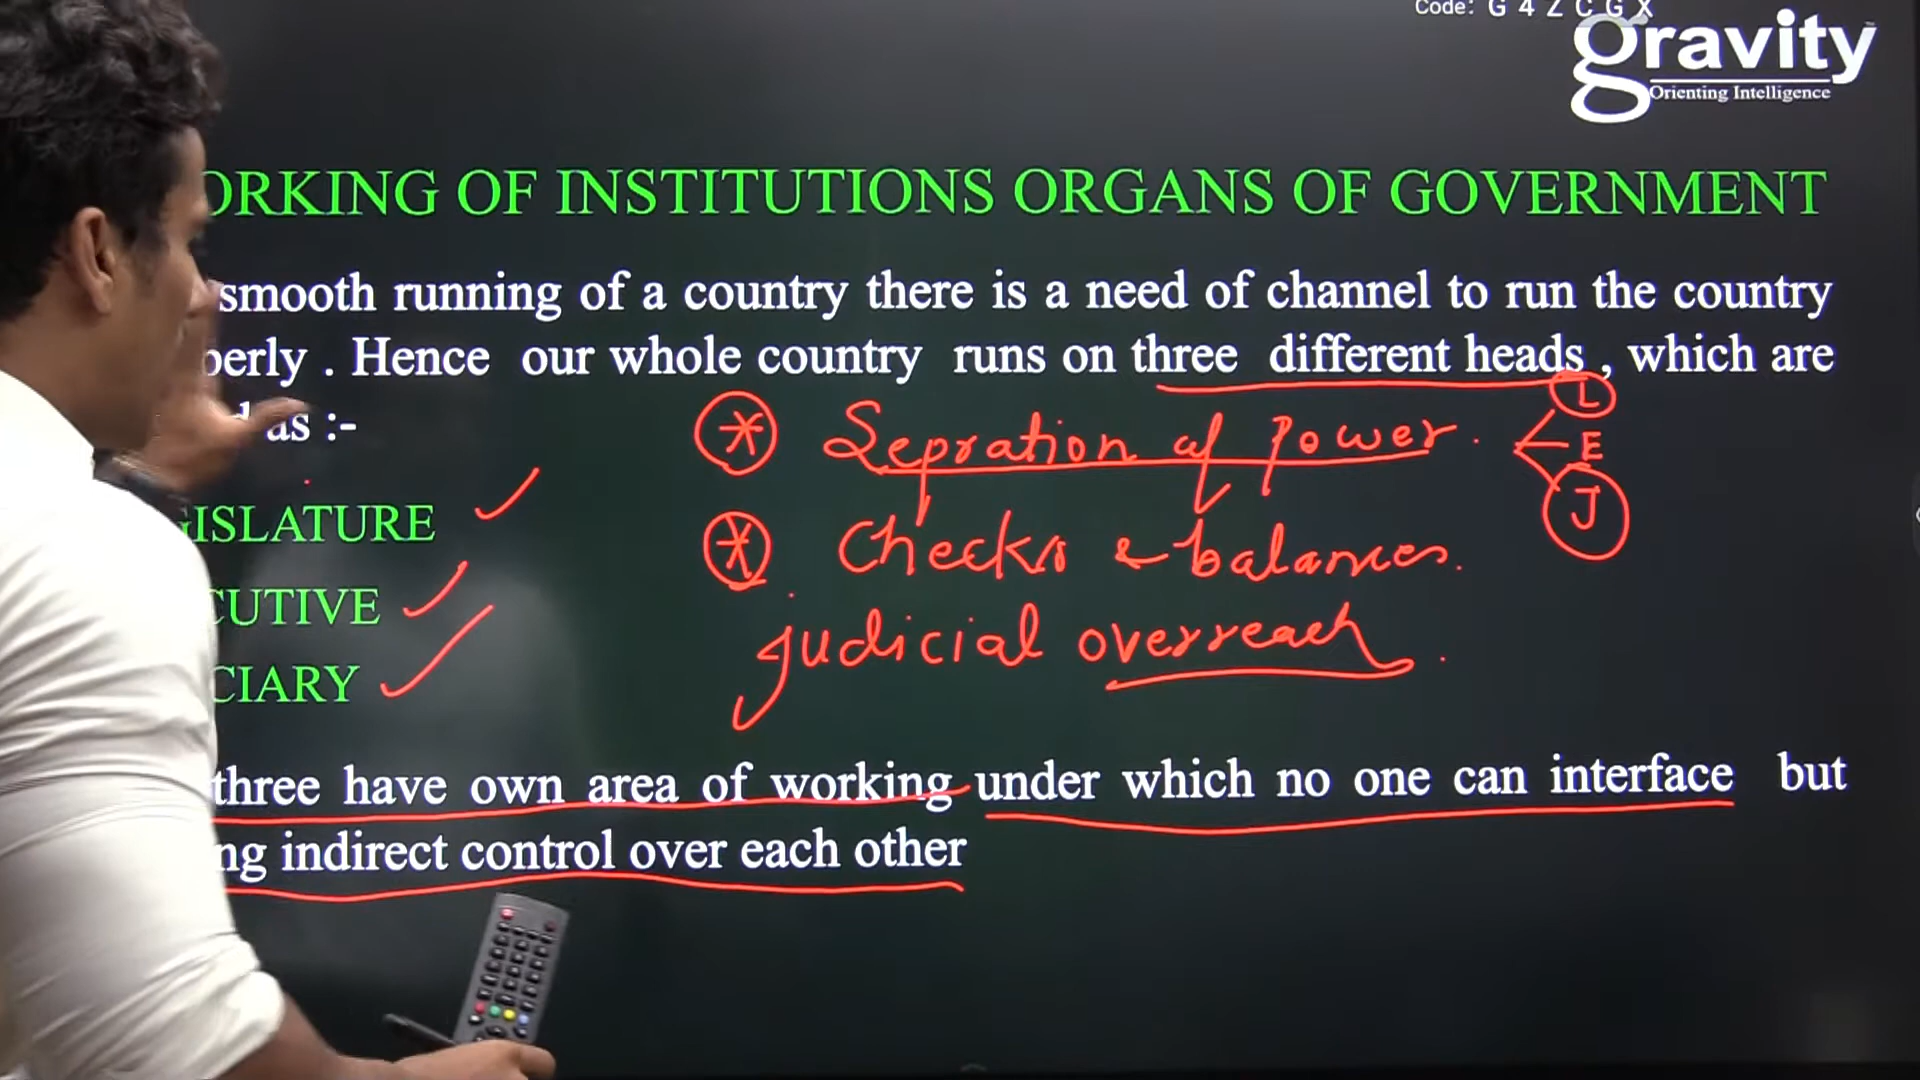 Code: G4ZCGX
gravity
Orienting Intelligence
ORKING OF INSTITUTIONS ORGANS OF GOVERNMENT
smooth running of a country there is a need of channel to run the country
perly . Hence our whole country runs on three different heads , which are
as :-
L
Sepration of Power.
E
J
GISLATURE
Checks & balances.
CUTIVE
judicial overreach.
CIARY
three have own area of working under which no one can interface but
ng indirect control over each other